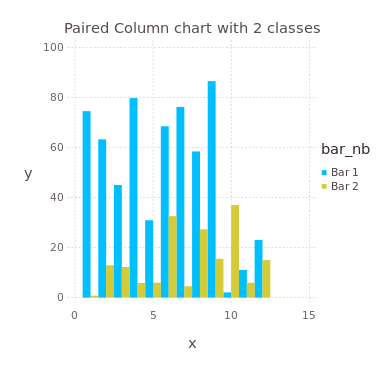 Paired Column chart with 2 classes
100
80
60
40
20
0
y
0 5 10 15
x
bar_nb
Bar 1
Bar 2